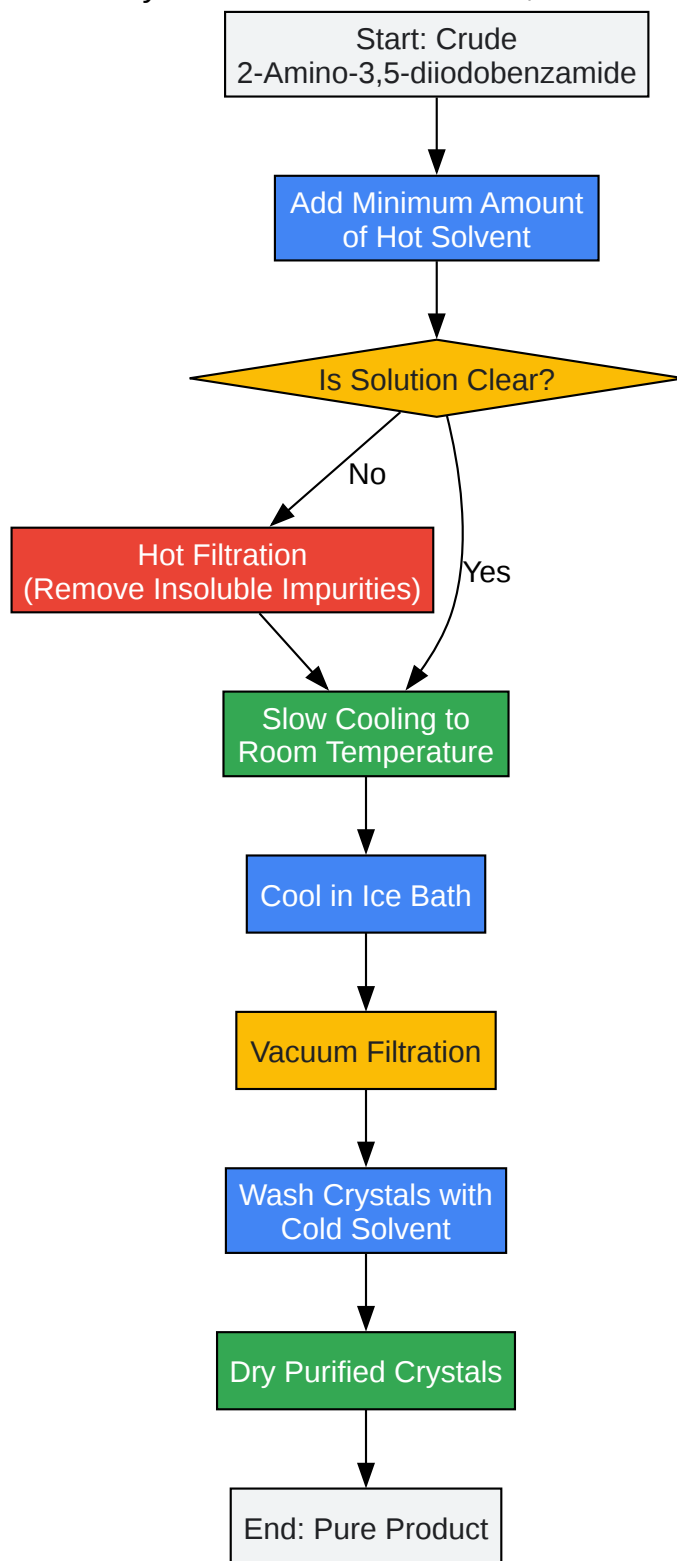 Start: Crude
2-Amino-3,5-diiodobenzamide
Add Minimum Amount
of Hot Solvent
Is Solution Clear?
No
Hot Filtration
(Remove Insoluble Impurities)
Yes
Slow Cooling to
Room Temperature
Cool in Ice Bath
Vacuum Filtration
Wash Crystals with
Cold Solvent
Dry Purified Crystals
End: Pure Product